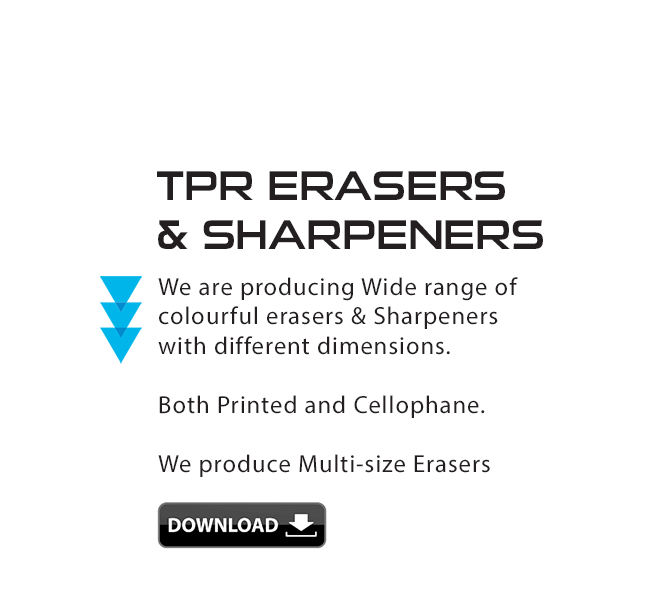 TPR ERASERS
& SHARPENERS
We are producing Wide range of
colourful erasers & Sharpeners
with different dimensions.
Both Printed and Cellophane.
We produce Multi-size Erasers
DOWNLOAD